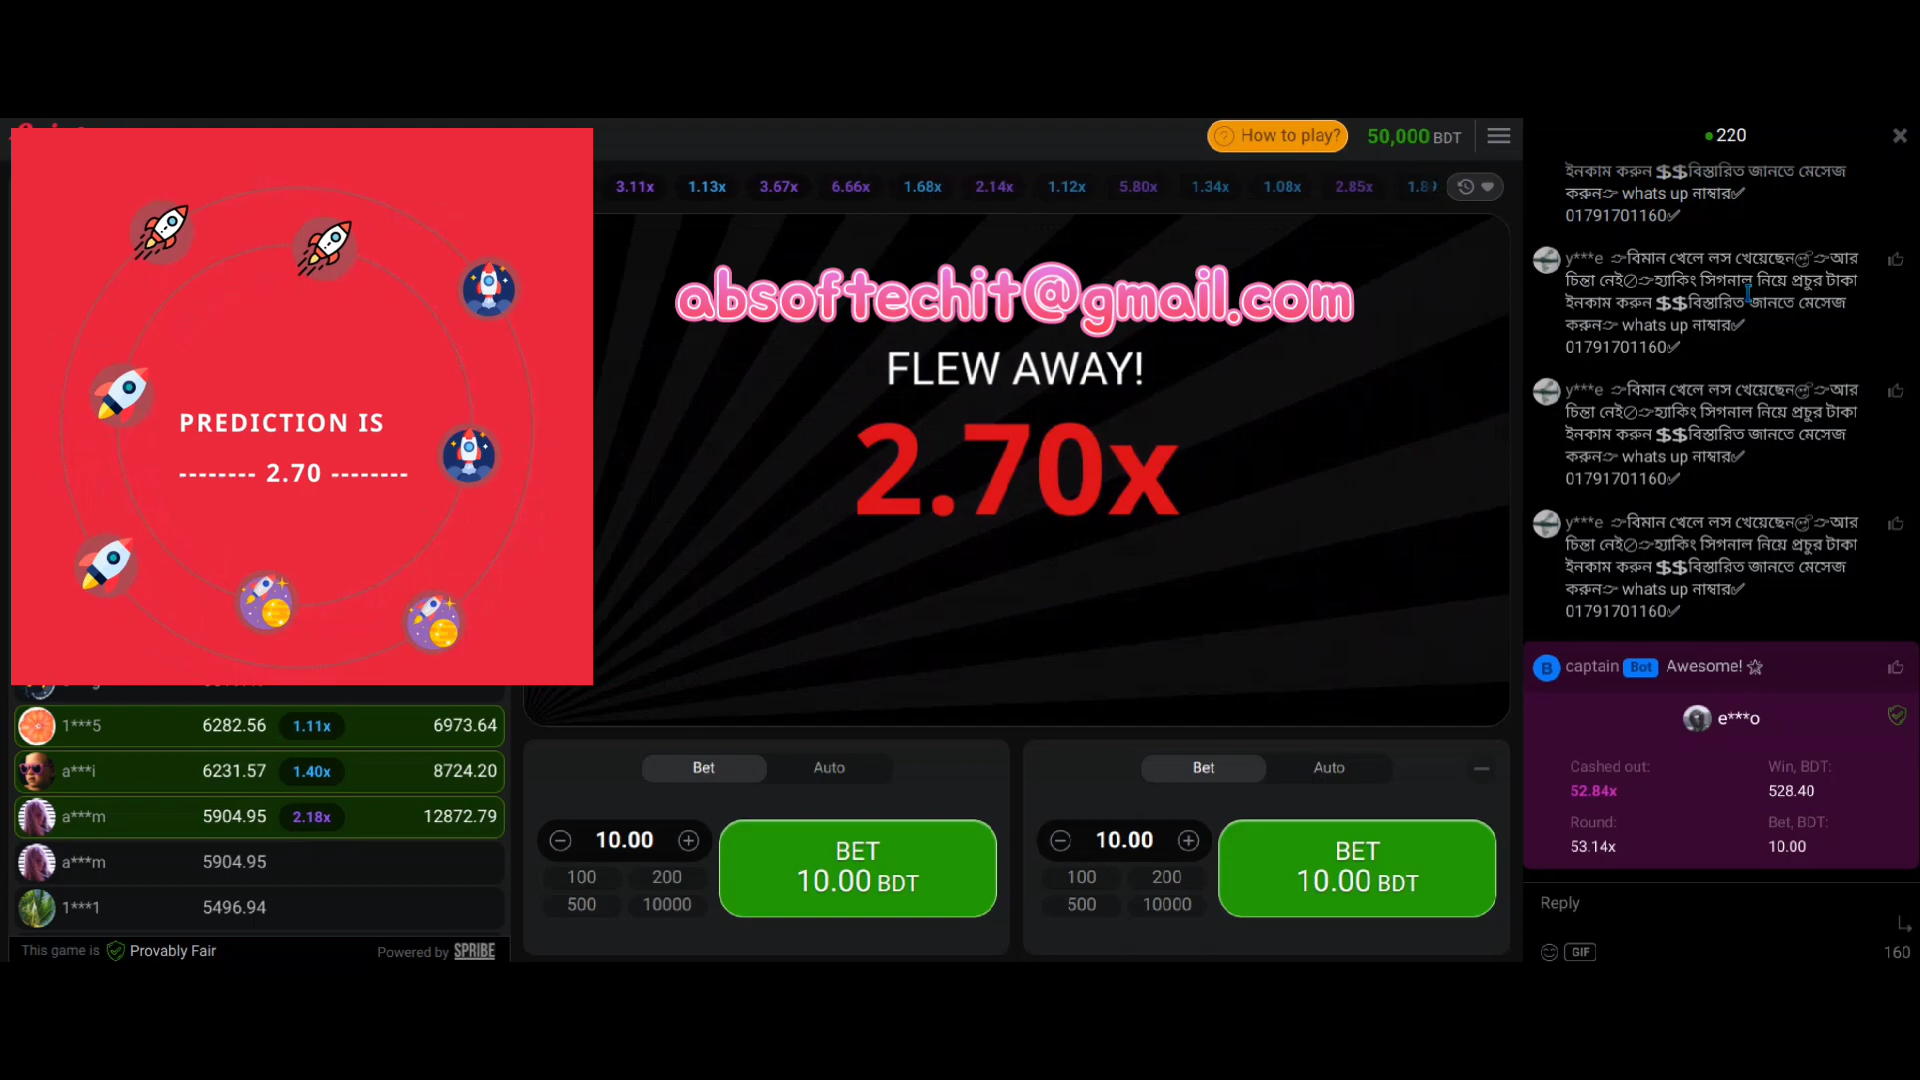 How to play?
50,000 BDT
220
3.11x 1.13x 3.67x 6.66x 1.68x 2.14x 1.12x 5.80x 1.34x 1.08x 2.85x
PREDICTION IS
-------- 2.70 --------
absoftechit@gmail.com
FLEW AWAY!
2.70x
1***5 6282.56 1.11x 6973.64
a***i 6231.57 1.40x 8724.20
a***m 5904.95 2.18x 12872.79
a***m 5904.95
1***1 5496.94
This game is Provably Fair Powered by SPRIBE
Bet Auto
10.00
100 200
500 10000
BET
10.00 BDT
Bet Auto
10.00
100 200
500 10000
BET
10.00 BDT
ইনকাম করুন 💲💲বিস্তারিত জানতে মেসেজ
করুন👉 whats up নাম্বার✅
01791701160✅
y***e 👉বিমান খেলে লস খেয়েছেন🤣👉আর
চিন্তা নেই🚫👉হ্যাকিং সিগনাল নিয়ে প্রচুর টাকা
ইনকাম করুন 💲💲বিস্তারিত জানতে মেসেজ
করুন👉 whats up নাম্বার✅
01791701160✅
y***e 👉বিমান খেলে লস খেয়েছেন🤣👉আর
চিন্তা নেই🚫👉হ্যাকিং সিগনাল নিয়ে প্রচুর টাকা
ইনকাম করুন 💲💲বিস্তারিত জানতে মেসেজ
করুন👉 whats up নাম্বার✅
01791701160✅
y***e 👉বিমান খেলে লস খেয়েছেন🤣👉আর
চিন্তা নেই🚫👉হ্যাকিং সিগনাল নিয়ে প্রচুর টাকা
ইনকাম করুন 💲💲বিস্তারিত জানতে মেসেজ
করুন👉 whats up নাম্বার✅
01791701160✅
B captain Bot Awesome!
e***o
Cashed out: Win, BDT:
52.84x 528.40
Round: Bet, BDT:
53.14x 10.00
Reply
GIF 160